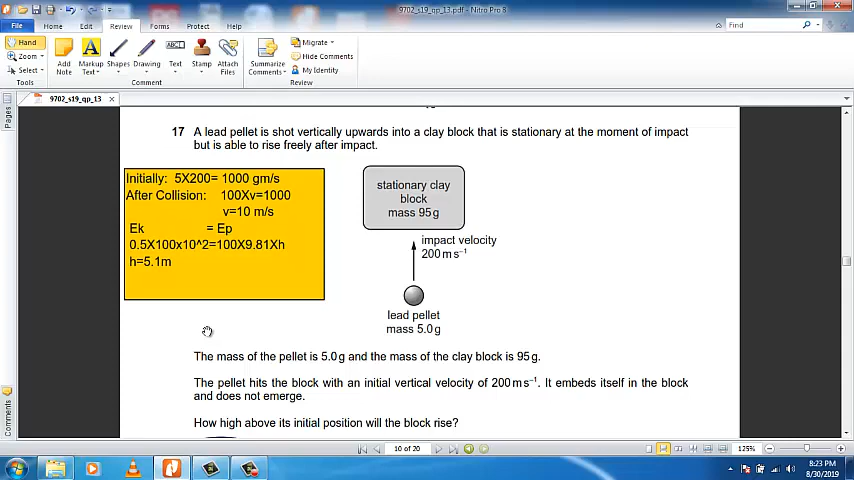 9702_s19_qp_13.pdf - Nitro Pro 8
File
Home
Edit
Review
Forms
Protect
Help
Find
Hand
Zoom
Select
Tools
Add Note
Markup Text
Drawing
Text
Stamp
Attach Files
Comment
Summarize Comments
Migrate
Hide Comments
My Identity
Review
9702_s19_qp_13
Pages
Comments
17 A lead pellet is shot vertically upwards into a clay block that is stationary at the moment of impact
but is able to rise freely after impact.
Initially: 5X200= 1000 gm/s
After Collision: 100Xv=1000
v=10 m/s
Ek = Ep
0.5X100x10^2=100X9.81Xh
h=5.1m
stationary clay
block
mass 95g
impact velocity
200 m s⁻¹
lead pellet
mass 5.0g
The mass of the pellet is 5.0g and the mass of the clay block is 95g.
The pellet hits the block with an initial vertical velocity of 200 m s⁻¹. It embeds itself in the block
and does not emerge.
How high above its initial position will the block rise?
10 of 20
125%
8:23 PM
8/30/2019